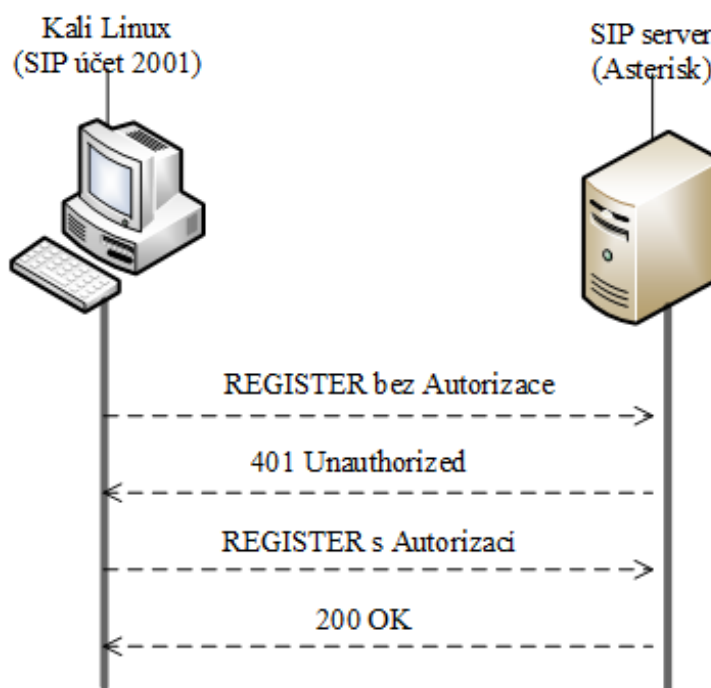 Kali Linux
(SIP účet 2001)
SIP server
(Asterisk)
REGISTER bez Autorizace
401 Unauthorized
REGISTER s Autorizaci
200 OK